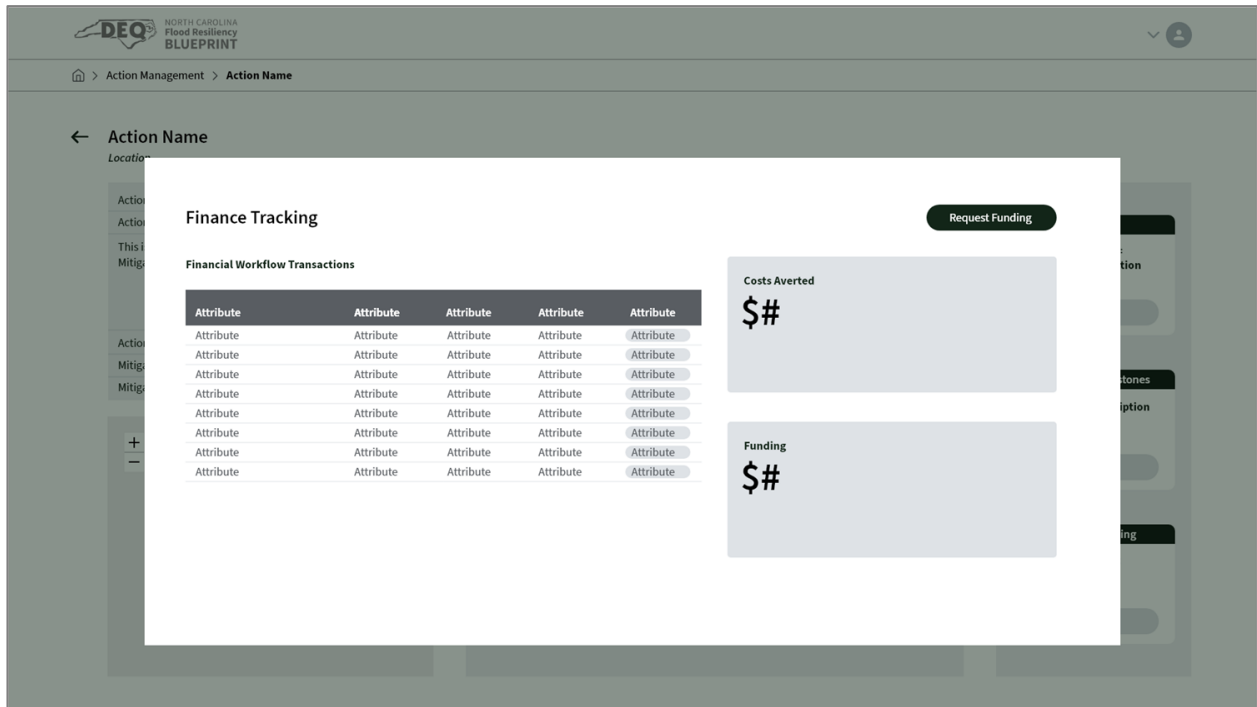 DEQ
NORTH CAROLINA
Flood Resiliency
BLUEPRINT
Action Management > Action Name
Action Name
Location
Finance Tracking
Request Funding
Financial Workflow Transactions
Attribute Attribute Attribute Attribute Attribute
Attribute Attribute Attribute Attribute Attribute
Attribute Attribute Attribute Attribute Attribute
Attribute Attribute Attribute Attribute Attribute
Attribute Attribute Attribute Attribute Attribute
Attribute Attribute Attribute Attribute Attribute
Attribute Attribute Attribute Attribute Attribute
Attribute Attribute Attribute Attribute Attribute
Attribute Attribute Attribute Attribute Attribute
Costs Averted
$#
Funding
$#
This i
+
−